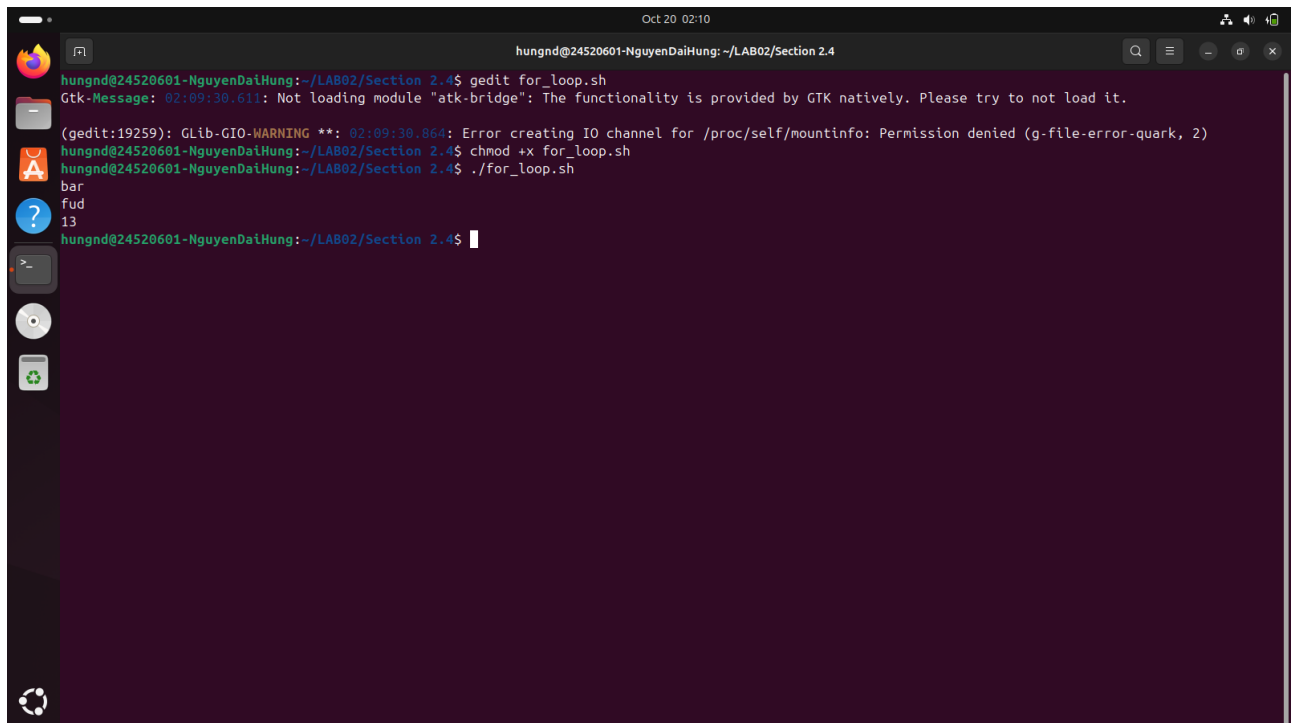 Oct 20 02:10
hungnd@24520601-NguyenDaiHung: ~/LAB02/Section 2.4
hungnd@24520601-NguyenDaiHung:~/LAB02/Section 2.4$ gedit for_loop.sh
Gtk-Message: 02:09:30.611: Not loading module "atk-bridge": The functionality is provided by GTK natively. Please try to not load it.
(gedit:19259): GLib-GIO-WARNING **: 02:09:30.864: Error creating IO channel for /proc/self/mountinfo: Permission denied (g-file-error-quark, 2)
hungnd@24520601-NguyenDaiHung:~/LAB02/Section 2.4$ chmod +x for_loop.sh
hungnd@24520601-NguyenDaiHung:~/LAB02/Section 2.4$ ./for_loop.sh
bar
fud
13
hungnd@24520601-NguyenDaiHung:~/LAB02/Section 2.4$